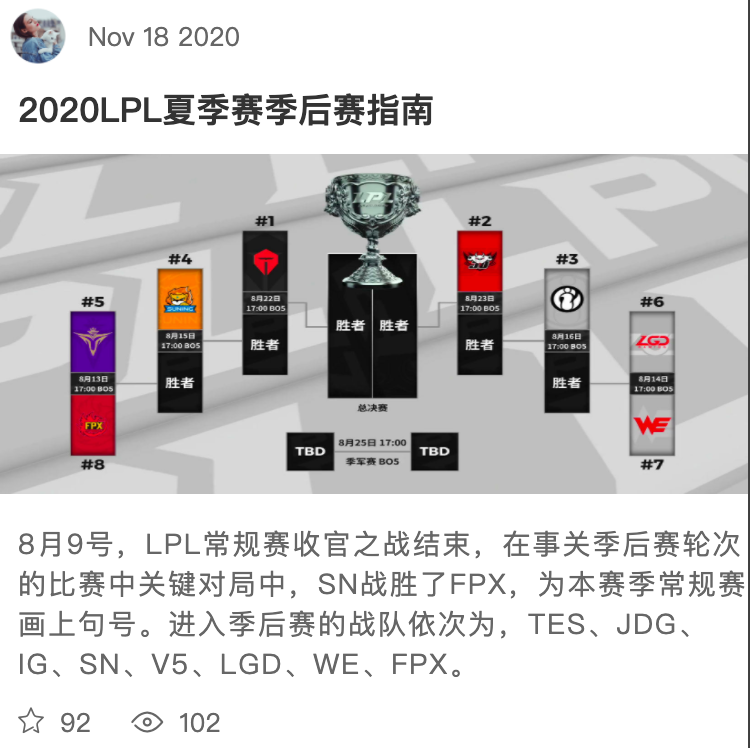 Nov 18 2020
2020LPL夏季赛季后赛指南
LPL
#1
#2
#4
#3
#5
#6
SUNING
8月22日
17:00 BO5
胜者
胜者
胜者
8月23日
17:00 BO5
胜者
8月15日
17:00 BO5
胜者
8月16日
17:00 BO5
胜者
LGD
8月13日
17:00 BO5
8月14日
17:00 BO5
FPX
WE
总决赛
#8
#7
TBD
8月25日 17:00
季军赛 BO5
TBD
8月9号，LPL常规赛收官之战结束，在事关季后赛轮次
的比赛中关键对局中，SN战胜了FPX，为本赛季常规赛
画上句号。进入季后赛的战队依次为，TES、JDG、
IG、SN、V5、LGD、WE、FPX。
92
102